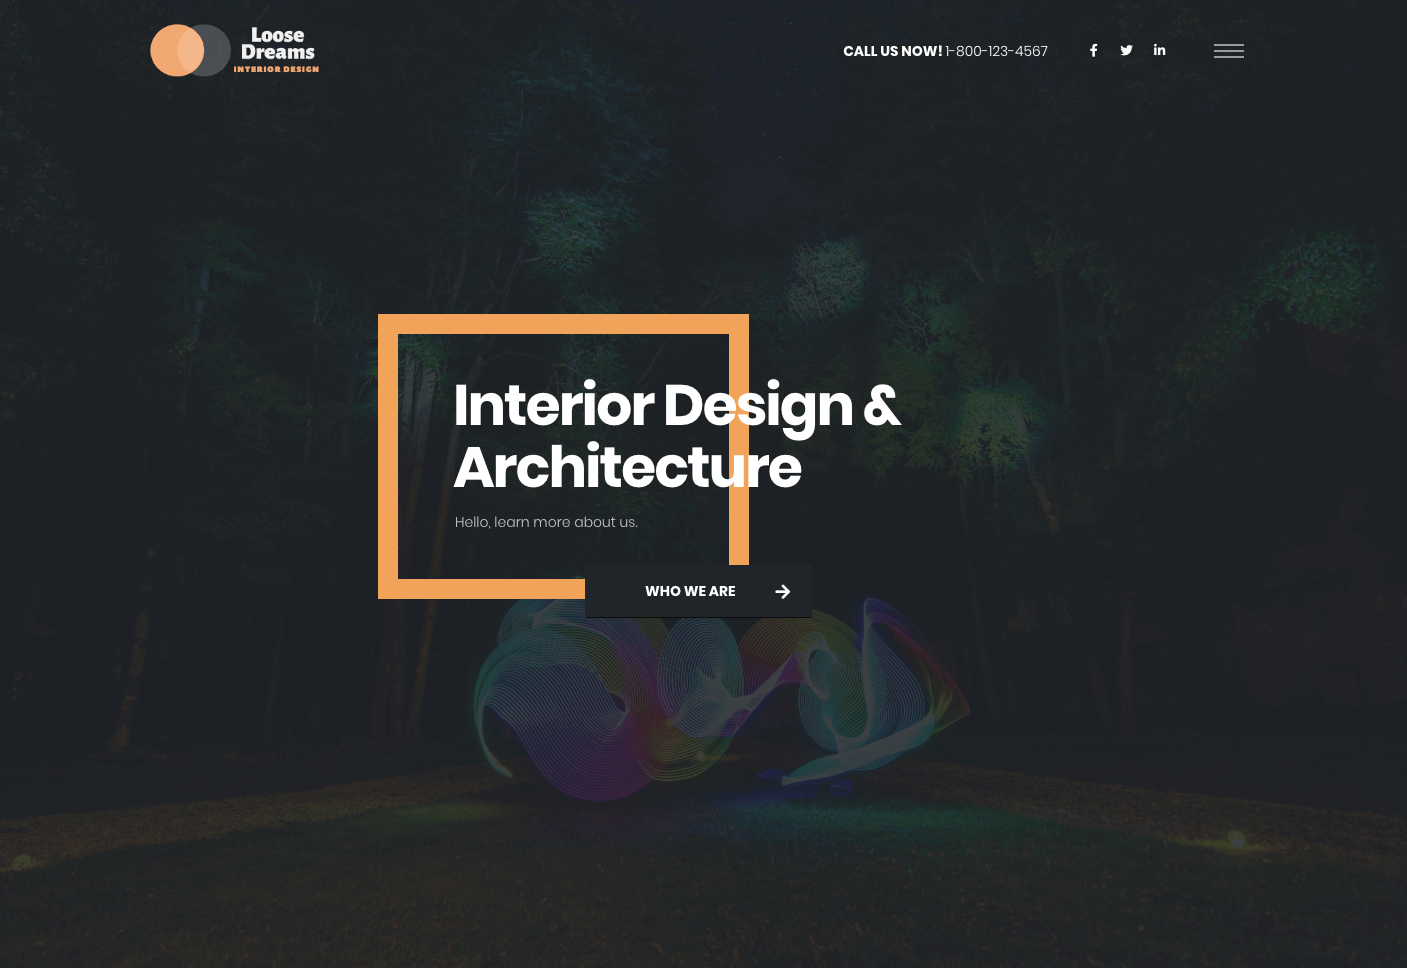 Loose
Dreams
INTERIOR DESIGN
CALL US NOW! 1-800-123-4567
Interior Design &
Architecture
Hello, learn more about us.
WHO WE ARE